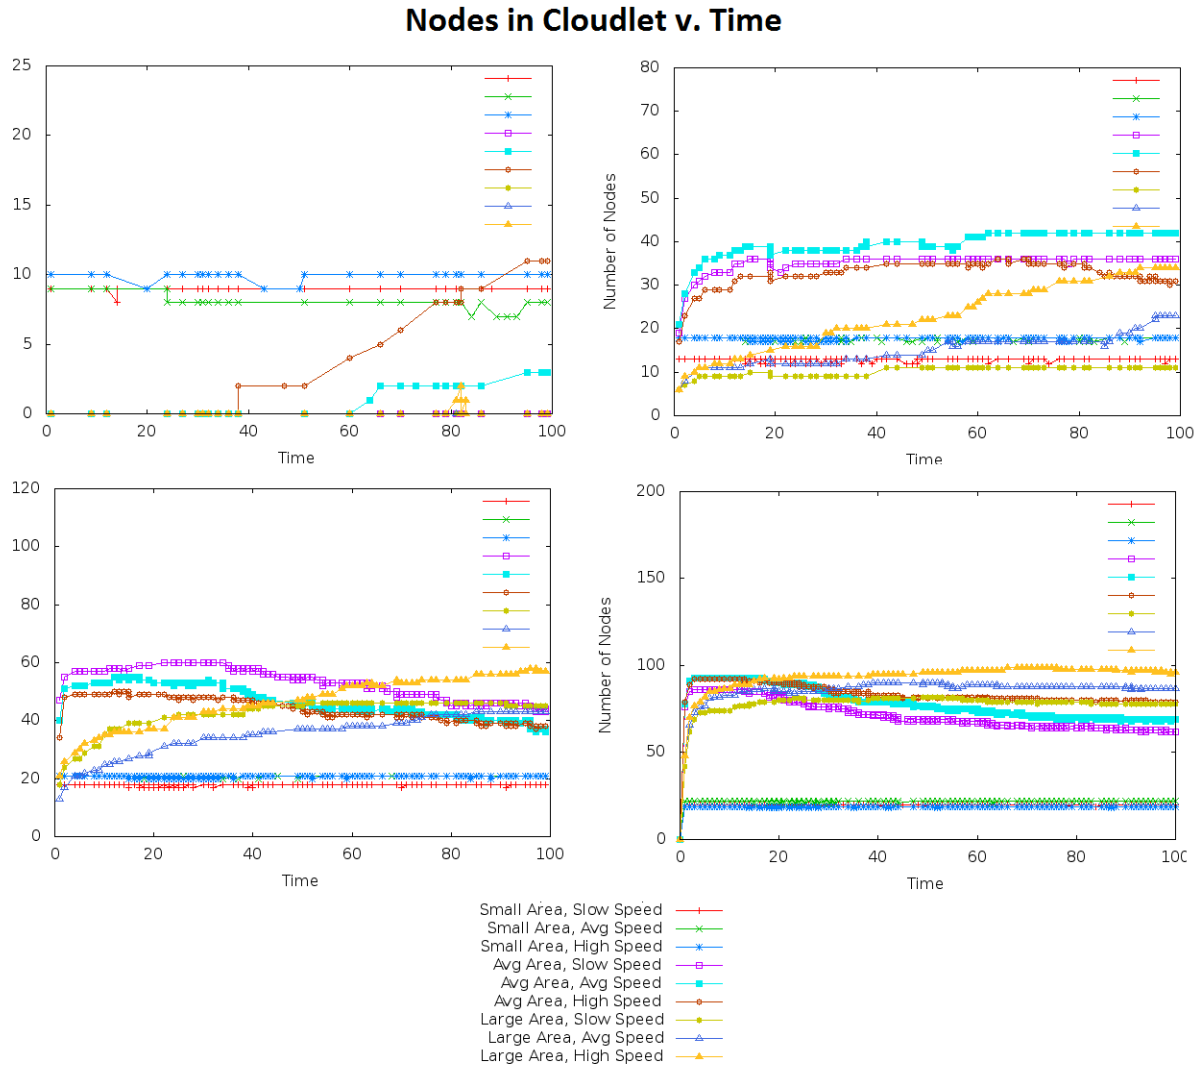 Nodes in Cloudlet v. Time
25
20
15
10
5
0
0 20 40 60 80 100
Time
Number of Nodes
80
70
60
50
40
30
20
10
0
0 20 40 60 80 100
Time
120
100
80
60
40
20
0
0 20 40 60 80 100
Time
Number of Nodes
200
150
100
50
0
0 20 40 60 80 100
Time
Small Area, Slow Speed
Small Area, Avg Speed
Small Area, High Speed
Avg Area, Slow Speed
Avg Area, Avg Speed
Avg Area, High Speed
Large Area, Slow Speed
Large Area, Avg Speed
Large Area, High Speed